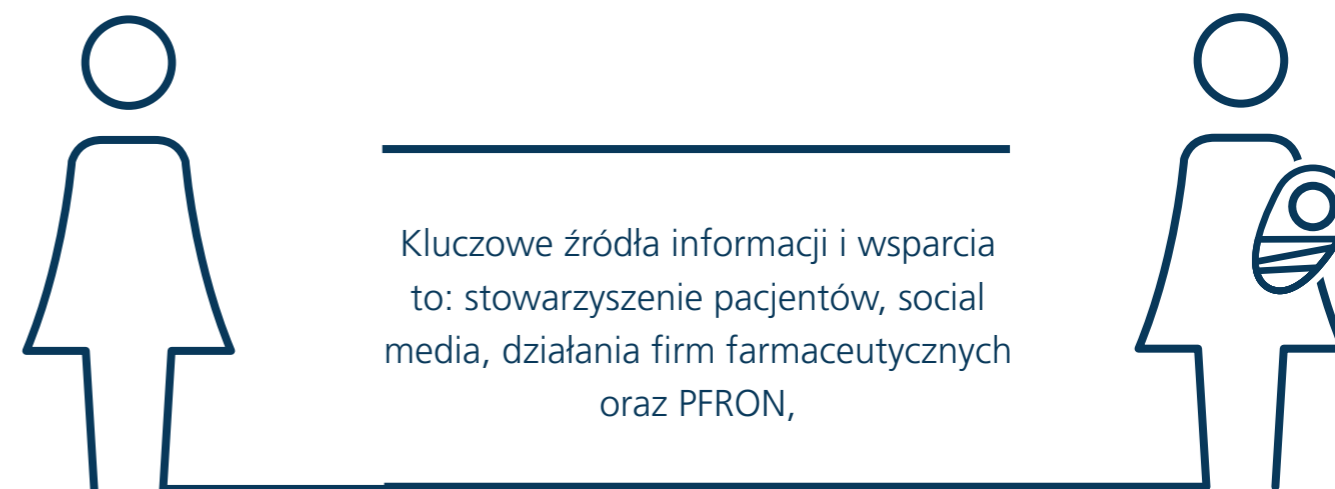 Kluczowe źródła informacji i wsparcia
to: stowarzyszenie pacjentów, social
media, działania firm farmaceutycznych
oraz PFRON,